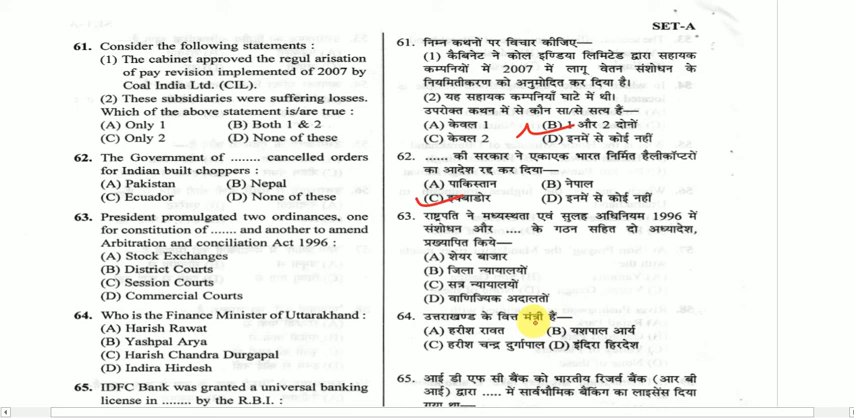 SET-A
61. Consider the following statements :
(1) The cabinet approved the regul arisation
of pay revision implemented of 2007 by
Coal India Ltd. (CIL).
(2) These subsidiaries were suffering losses.
Which of the above statement is/are true :
(A) Only 1 (B) Both 1 & 2
(C) Only 2 (D) None of these
62. The Government of ........ cancelled orders
for Indian built choppers :
(A) Pakistan (B) Nepal
(C) Ecuador (D) None of these
63. President promulgated two ordinances, one
for constitution of ....... and another to amend
Arbitration and conciliation Act 1996 :
(A) Stock Exchanges
(B) District Courts
(C) Session Courts
(D) Commercial Courts
64. Who is the Finance Minister of Uttarakhand :
(A) Harish Rawat
(B) Yashpal Arya
(C) Harish Chandra Durgapal
(D) Indira Hirdesh
65. IDFC Bank was granted a universal banking
license in ........ by the R.B.I. :
61. निम्न कथनों पर विचार कीजिए–
(1) कैबिनेट ने कोल इण्डिया लिमिटेड द्वारा सहायक
कम्पनियों में 2007 में लागू वेतन संशोधन के
नियमितीकरण को अनुमोदित कर दिया है।
(2) यह सहायक कम्पनियाँ घाटे में थी।
उपरोक्त कथन में से कौन सा/से सत्य हैं–
(A) केवल 1 (B) 1 और 2 दोनों
(C) केवल 2 (D) इनमें से कोई नहीं
62. ...... की सरकार ने एकाएक भारत निर्मित हैलीकॉप्टरों
का आदेश रद्द कर दिया–
(A) पाकिस्तान (B) नेपाल
(C) इक्वाडोर (D) इनमें से कोई नहीं
63. राष्ट्रपति ने मध्यस्थता एवं सुलह अधिनियम 1996 में
संशोधन और .... के गठन सहित दो अध्यादेश,
प्रख्यापित किये–
(A) शेयर बाजार
(B) जिला न्यायालयों
(C) सत्र न्यायालयों
(D) वाणिज्यिक अदालतों
64. उत्तराखण्ड के वित्त मंत्री हैं–
(A) हरीश रावत (B) यशपाल आर्य
(C) हरीश चन्द्र दुर्गापाल (D) इंदिरा हिरदेश
65. आई डी एफ सी बैंक को भारतीय रिजर्व बैंक (आर बी
आई) द्वारा ..... में सार्वभौमिक बैंकिंग का लाइसेंस दिया
गया था–